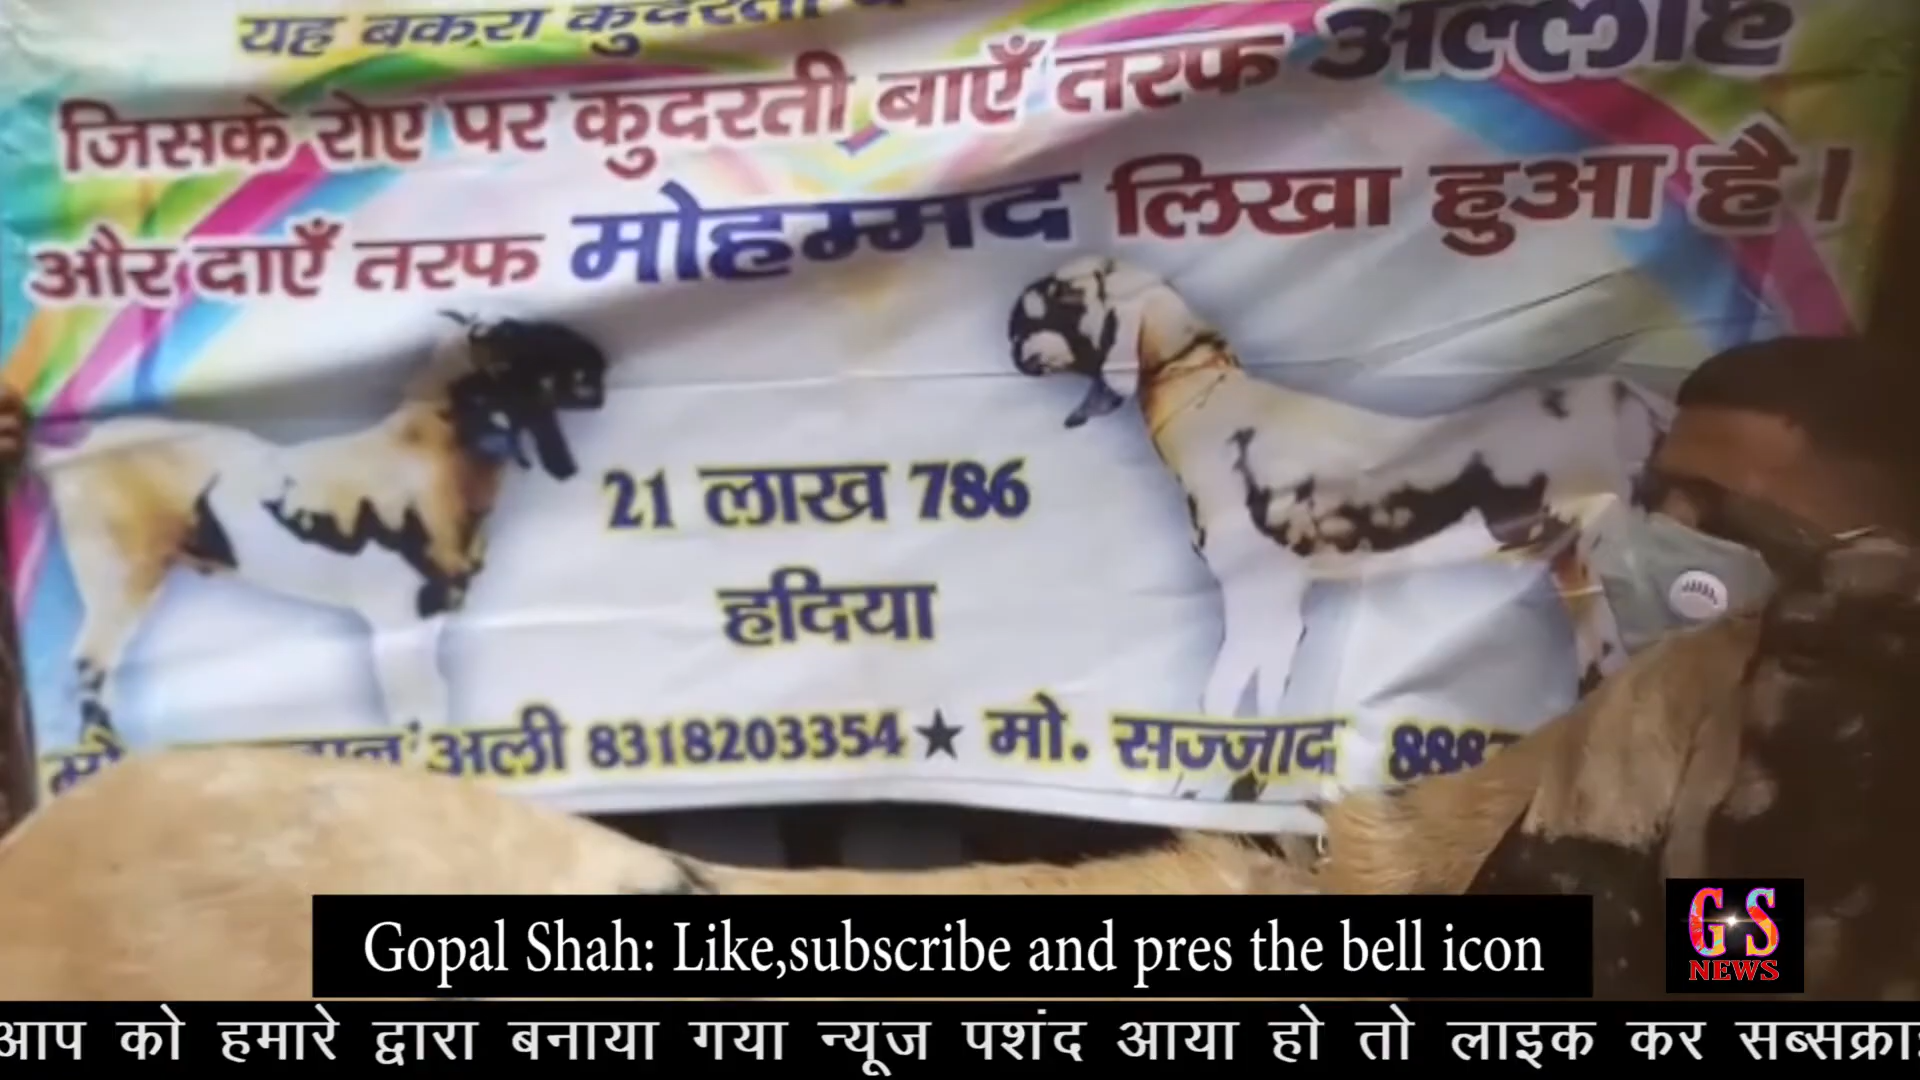 यह बकरा कुदरती
जिसके रोए पर कुदरती बाएँ तरफ अल्लाह
और दाएँ तरफ मोहम्मद लिखा हुआ है !
21 लाख 786
हदिया
अली 8318203354 ★ मो. सज्जाद
Gopal Shah: Like,subscribe and pres the bell icon
GS
NEWS
आप को हमारे द्वारा बनाया गया न्यूज पशंद आया हो तो लाइक कर